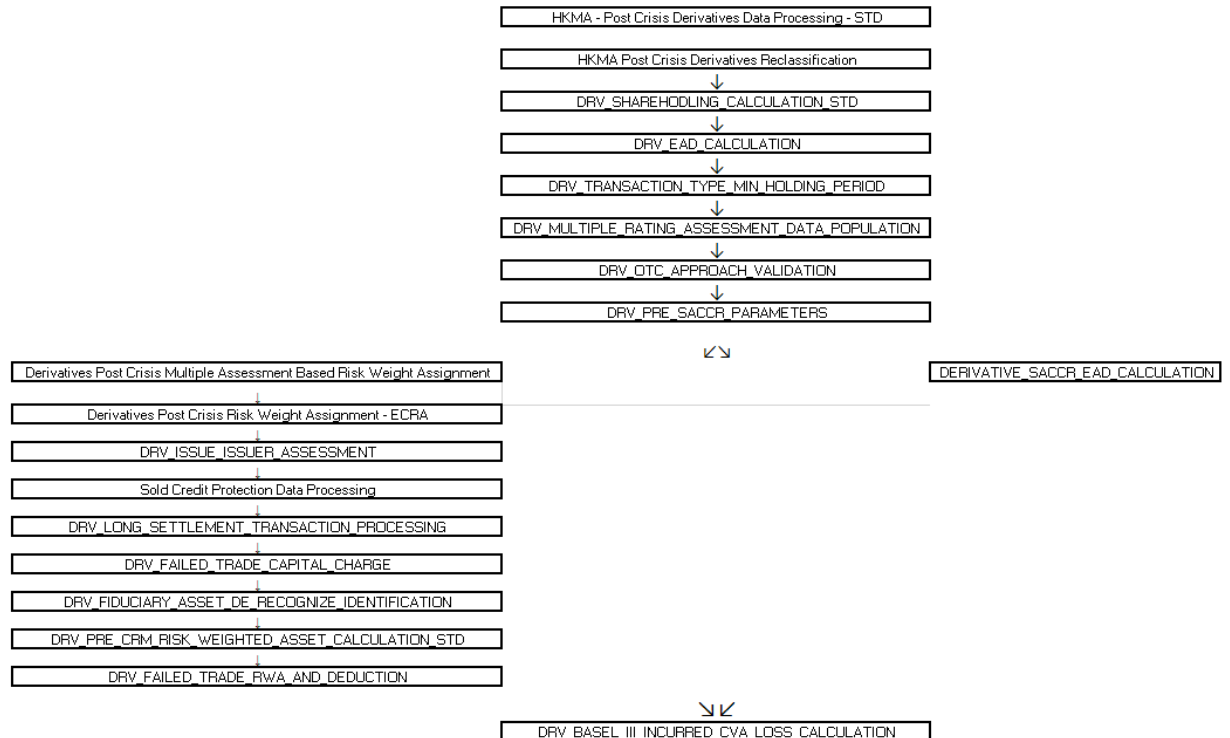 HKMA - Post Crisis Derivatives Data Processing - STD
HKMA Post Crisis Derivatives Reclassification
DRV_SHAREHODLING_CALCULATION_STD
DRV_EAD_CALCULATION
DRV_TRANSACTION_TYPE_MIN_HOLDING_PERIOD
DRV_MULTIPLE_RATING_ASSESSMENT_DATA_POPULATION
DRV_OTC_APPROACH_VALIDATION
DRV_PRE_SACCR_PARAMETERS
Derivatives Post Crisis Multiple Assessment Based Risk Weight Assignment
DERIVATIVE_SACCR_EAD_CALCULATION
Derivatives Post Crisis Risk Weight Assignment - ECRA
DRV_ISSUE_ISSUER_ASSESSMENT
Sold Credit Protection Data Processing
DRV_LONG_SETTLEMENT_TRANSACTION_PROCESSING
DRV_FAILED_TRADE_CAPITAL_CHARGE
DRV_FIDUCIARY_ASSET_DE_RECOGNIZE_IDENTIFICATION
DRV_PRE_CRM_RISK_WEIGHTED_ASSET_CALCULATION_STD
DRV_FAILED_TRADE_RWA_AND_DEDUCTION
DRV_BASEL_III_INCURRED_CVA_LOSS_CALCULATION